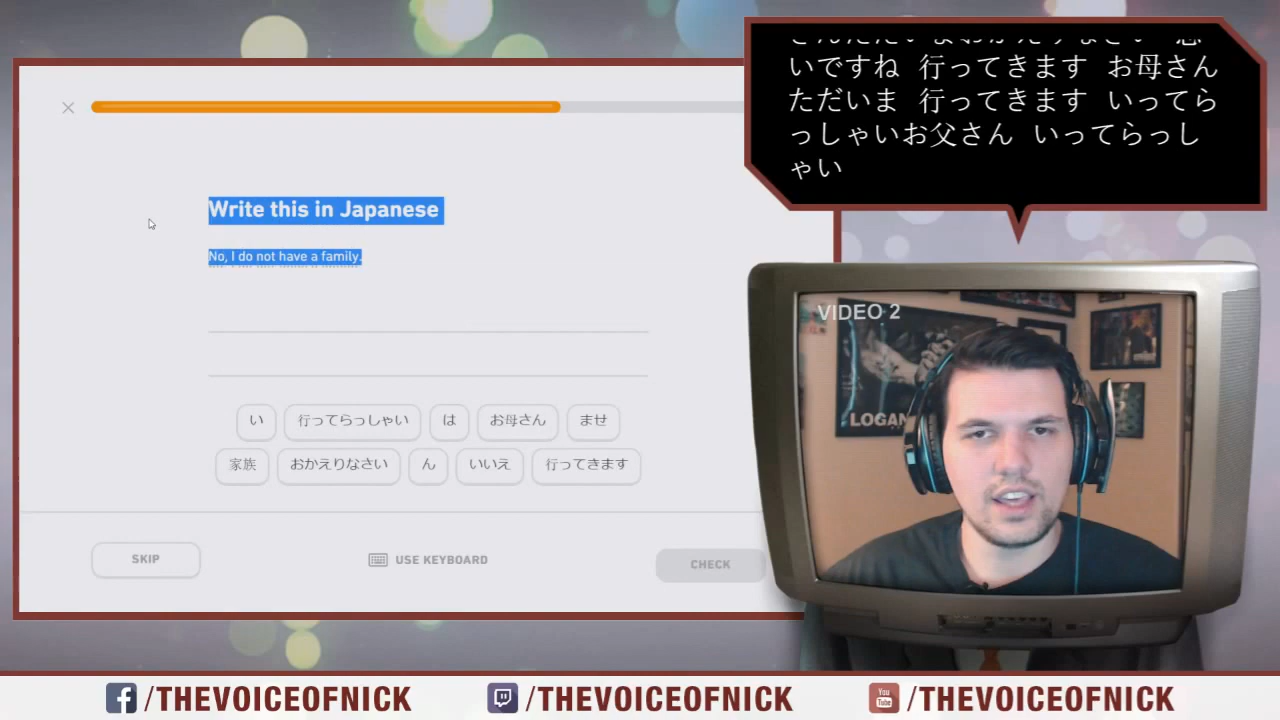 いですね 行ってきます お母さん
ただいま 行ってきます いってら
っしゃいお父さん いってらっし
ゃい
Write this in Japanese
No, I do not have a family.
い 行ってらっしゃい は お母さん ませ
家族 おかえりなさい ん いいえ 行ってきます
SKIP
USE KEYBOARD
CHECK
VIDEO 2
LOGAN
/THEVOICEOFNICK
/THEVOICEOFNICK
You Tube
/THEVOICEOFNICK